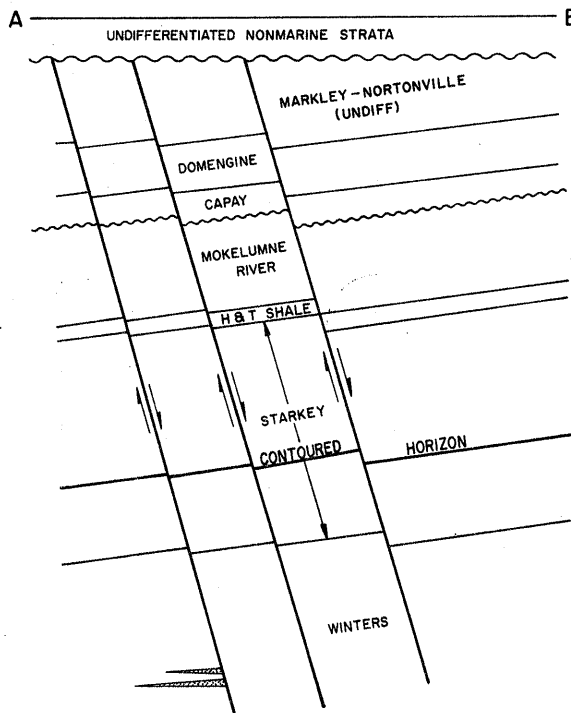 A
B
UNDIFFERENTIATED NONMARINE STRATA
MARKLEY-NORTONVILLE
(UNDIFF)
DOMENGINE
CAPAY
MOKELUMNE
RIVER
H & T SHALE
STARKEY
CONTOURED HORIZON
WINTERS